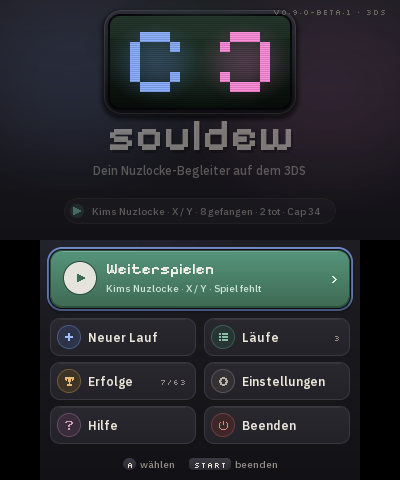 V0.9.0-BETA.1 · 3DS
souldew
Dein Nuzlocke-Begleiter auf dem 3DS
Kims Nuzlocke · X / Y · 8 gefangen · 2 tot · Cap 34
Weiterspielen
Kims Nuzlocke · X / Y · Spiel fehlt
Neuer Lauf
Läufe 3
Erfolge 7/63
Einstellungen
Hilfe
Beenden
A wählen START beenden